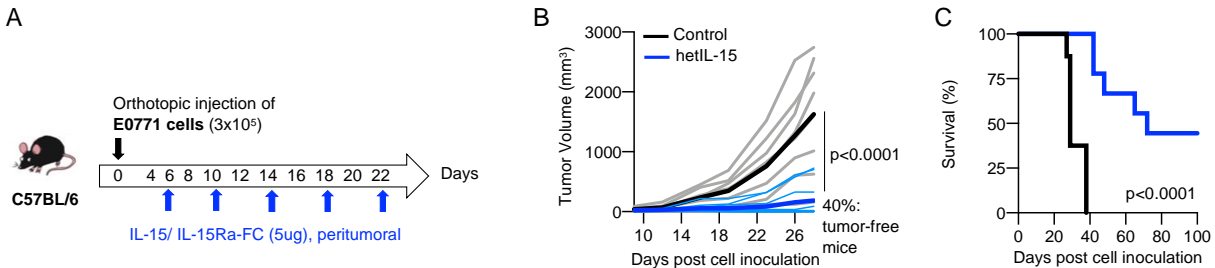 A
Orthotopic injection of
E0771 cells (3x10⁵)
C57BL/6
0 4 6 8 10 12 14 16 18 20 22
Days
IL-15/ IL-15Ra-FC (5ug), peritumoral
B
Tumor Volume (mm³)
3000
2000
1000
0
10 14 18 22 26
Days post cell inoculation
Control
hetIL-15
p<0.0001
40%:
tumor-free
mice
C
Survival (%)
100
75
50
25
0
0 20 40 60 80 100
Days post cell inoculation
p<0.0001